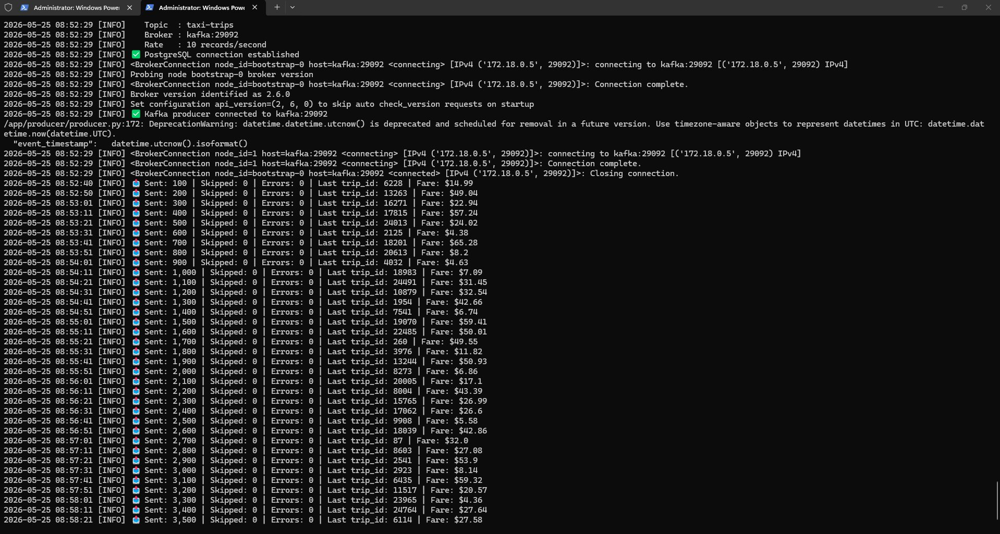 Administrator: Windows Power
Administrator: Windows Powe
2026-05-25 08:52:29 [INFO]    Topic  : taxi-trips
2026-05-25 08:52:29 [INFO]    Broker : kafka:29092
2026-05-25 08:52:29 [INFO]    Rate   : 10 records/second
2026-05-25 08:52:29 [INFO] ✅ PostgreSQL connection established
2026-05-25 08:52:29 [INFO] <BrokerConnection node_id=bootstrap-0 host=kafka:29092 <connecting> [IPv4 ('172.18.0.5', 29092)]>: connecting to kafka:29092 [('172.18.0.5', 29092) IPv4]
2026-05-25 08:52:29 [INFO] Probing node bootstrap-0 broker version
2026-05-25 08:52:29 [INFO] <BrokerConnection node_id=bootstrap-0 host=kafka:29092 <connecting> [IPv4 ('172.18.0.5', 29092)]>: Connection complete.
2026-05-25 08:52:29 [INFO] Broker version identified as 2.6.0
2026-05-25 08:52:29 [INFO] Set configuration api_version=(2, 6, 0) to skip auto check_version requests on startup
2026-05-25 08:52:29 [INFO] ✅ Kafka producer connected to kafka:29092
/app/producer/producer.py:172: DeprecationWarning: datetime.datetime.utcnow() is deprecated and scheduled for removal in a future version. Use timezone-aware objects to represent datetimes in UTC: datetime.dat
etime.now(datetime.UTC).
  "event_timestamp":   datetime.utcnow().isoformat()
2026-05-25 08:52:29 [INFO] <BrokerConnection node_id=1 host=kafka:29092 <connecting> [IPv4 ('172.18.0.5', 29092)]>: connecting to kafka:29092 [('172.18.0.5', 29092) IPv4]
2026-05-25 08:52:29 [INFO] <BrokerConnection node_id=1 host=kafka:29092 <connecting> [IPv4 ('172.18.0.5', 29092)]>: Connection complete.
2026-05-25 08:52:29 [INFO] <BrokerConnection node_id=bootstrap-0 host=kafka:29092 <connected> [IPv4 ('172.18.0.5', 29092)]>: Closing connection.
2026-05-25 08:52:40 [INFO] 📤 Sent: 100 | Skipped: 0 | Errors: 0 | Last trip_id: 6228 | Fare: $14.99
2026-05-25 08:52:50 [INFO] 📤 Sent: 200 | Skipped: 0 | Errors: 0 | Last trip_id: 13263 | Fare: $49.04
2026-05-25 08:53:01 [INFO] 📤 Sent: 300 | Skipped: 0 | Errors: 0 | Last trip_id: 16271 | Fare: $22.94
2026-05-25 08:53:11 [INFO] 📤 Sent: 400 | Skipped: 0 | Errors: 0 | Last trip_id: 17815 | Fare: $57.24
2026-05-25 08:53:21 [INFO] 📤 Sent: 500 | Skipped: 0 | Errors: 0 | Last trip_id: 24013 | Fare: $24.02
2026-05-25 08:53:31 [INFO] 📤 Sent: 600 | Skipped: 0 | Errors: 0 | Last trip_id: 2125 | Fare: $4.38
2026-05-25 08:53:41 [INFO] 📤 Sent: 700 | Skipped: 0 | Errors: 0 | Last trip_id: 18201 | Fare: $65.28
2026-05-25 08:53:51 [INFO] 📤 Sent: 800 | Skipped: 0 | Errors: 0 | Last trip_id: 20613 | Fare: $8.2
2026-05-25 08:54:01 [INFO] 📤 Sent: 900 | Skipped: 0 | Errors: 0 | Last trip_id: 4032 | Fare: $4.63
2026-05-25 08:54:11 [INFO] 📤 Sent: 1,000 | Skipped: 0 | Errors: 0 | Last trip_id: 18983 | Fare: $7.09
2026-05-25 08:54:21 [INFO] 📤 Sent: 1,100 | Skipped: 0 | Errors: 0 | Last trip_id: 24491 | Fare: $31.45
2026-05-25 08:54:31 [INFO] 📤 Sent: 1,200 | Skipped: 0 | Errors: 0 | Last trip_id: 10879 | Fare: $32.54
2026-05-25 08:54:41 [INFO] 📤 Sent: 1,300 | Skipped: 0 | Errors: 0 | Last trip_id: 1954 | Fare: $42.66
2026-05-25 08:54:51 [INFO] 📤 Sent: 1,400 | Skipped: 0 | Errors: 0 | Last trip_id: 7541 | Fare: $6.74
2026-05-25 08:55:01 [INFO] 📤 Sent: 1,500 | Skipped: 0 | Errors: 0 | Last trip_id: 19070 | Fare: $59.41
2026-05-25 08:55:11 [INFO] 📤 Sent: 1,600 | Skipped: 0 | Errors: 0 | Last trip_id: 22485 | Fare: $50.01
2026-05-25 08:55:21 [INFO] 📤 Sent: 1,700 | Skipped: 0 | Errors: 0 | Last trip_id: 260 | Fare: $49.55
2026-05-25 08:55:31 [INFO] 📤 Sent: 1,800 | Skipped: 0 | Errors: 0 | Last trip_id: 3976 | Fare: $11.82
2026-05-25 08:55:41 [INFO] 📤 Sent: 1,900 | Skipped: 0 | Errors: 0 | Last trip_id: 13244 | Fare: $50.93
2026-05-25 08:55:51 [INFO] 📤 Sent: 2,000 | Skipped: 0 | Errors: 0 | Last trip_id: 8273 | Fare: $6.86
2026-05-25 08:56:01 [INFO] 📤 Sent: 2,100 | Skipped: 0 | Errors: 0 | Last trip_id: 20005 | Fare: $17.1
2026-05-25 08:56:11 [INFO] 📤 Sent: 2,200 | Skipped: 0 | Errors: 0 | Last trip_id: 8004 | Fare: $43.39
2026-05-25 08:56:21 [INFO] 📤 Sent: 2,300 | Skipped: 0 | Errors: 0 | Last trip_id: 15765 | Fare: $26.99
2026-05-25 08:56:31 [INFO] 📤 Sent: 2,400 | Skipped: 0 | Errors: 0 | Last trip_id: 17062 | Fare: $26.6
2026-05-25 08:56:41 [INFO] 📤 Sent: 2,500 | Skipped: 0 | Errors: 0 | Last trip_id: 9908 | Fare: $5.58
2026-05-25 08:56:51 [INFO] 📤 Sent: 2,600 | Skipped: 0 | Errors: 0 | Last trip_id: 18039 | Fare: $42.86
2026-05-25 08:57:01 [INFO] 📤 Sent: 2,700 | Skipped: 0 | Errors: 0 | Last trip_id: 87 | Fare: $32.0
2026-05-25 08:57:11 [INFO] 📤 Sent: 2,800 | Skipped: 0 | Errors: 0 | Last trip_id: 8603 | Fare: $27.08
2026-05-25 08:57:21 [INFO] 📤 Sent: 2,900 | Skipped: 0 | Errors: 0 | Last trip_id: 2541 | Fare: $53.9
2026-05-25 08:57:31 [INFO] 📤 Sent: 3,000 | Skipped: 0 | Errors: 0 | Last trip_id: 2923 | Fare: $8.14
2026-05-25 08:57:41 [INFO] 📤 Sent: 3,100 | Skipped: 0 | Errors: 0 | Last trip_id: 6435 | Fare: $59.32
2026-05-25 08:57:51 [INFO] 📤 Sent: 3,200 | Skipped: 0 | Errors: 0 | Last trip_id: 11517 | Fare: $20.57
2026-05-25 08:58:01 [INFO] 📤 Sent: 3,300 | Skipped: 0 | Errors: 0 | Last trip_id: 23965 | Fare: $4.36
2026-05-25 08:58:11 [INFO] 📤 Sent: 3,400 | Skipped: 0 | Errors: 0 | Last trip_id: 24764 | Fare: $27.64
2026-05-25 08:58:21 [INFO] 📤 Sent: 3,500 | Skipped: 0 | Errors: 0 | Last trip_id: 6114 | Fare: $27.58